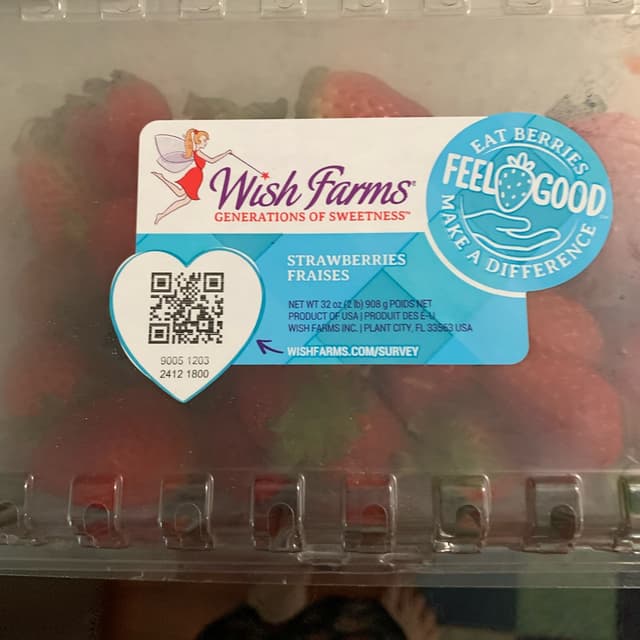 Wish Farms®
GENERATIONS OF SWEETNESS™
EAT BERRIES
FEEL GOOD
MAKE A DIFFERENCE
STRAWBERRIES
FRAISES
NET WT 32 oz (2 lb) 908 g POIDS NET
PRODUCT OF USA | PRODUIT DES É-U
WISH FARMS INC. | PLANT CITY, FL 33563 USA
WISHFARMS.COM/SURVEY
9005 1203
2412 1800